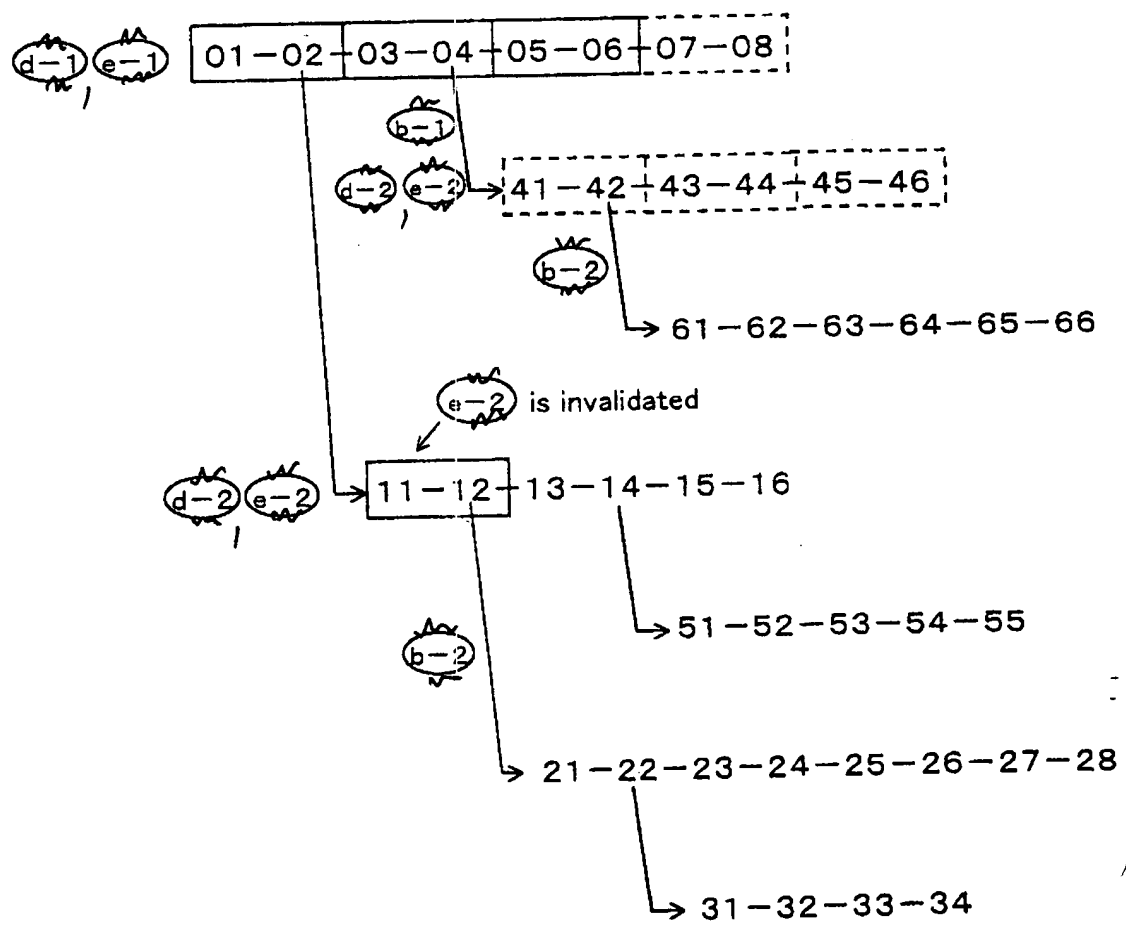 d-1, e-1 01-02-03-04-05-06-07-08
b-1
d-2, e-2 41-42-43-44-45-46
b-2
61-62-63-64-65-66
e-2 is invalidated
d-2, e-2 11-12-13-14-15-16
51-52-53-54-55
b-2
21-22-23-24-25-26-27-28
31-32-33-34